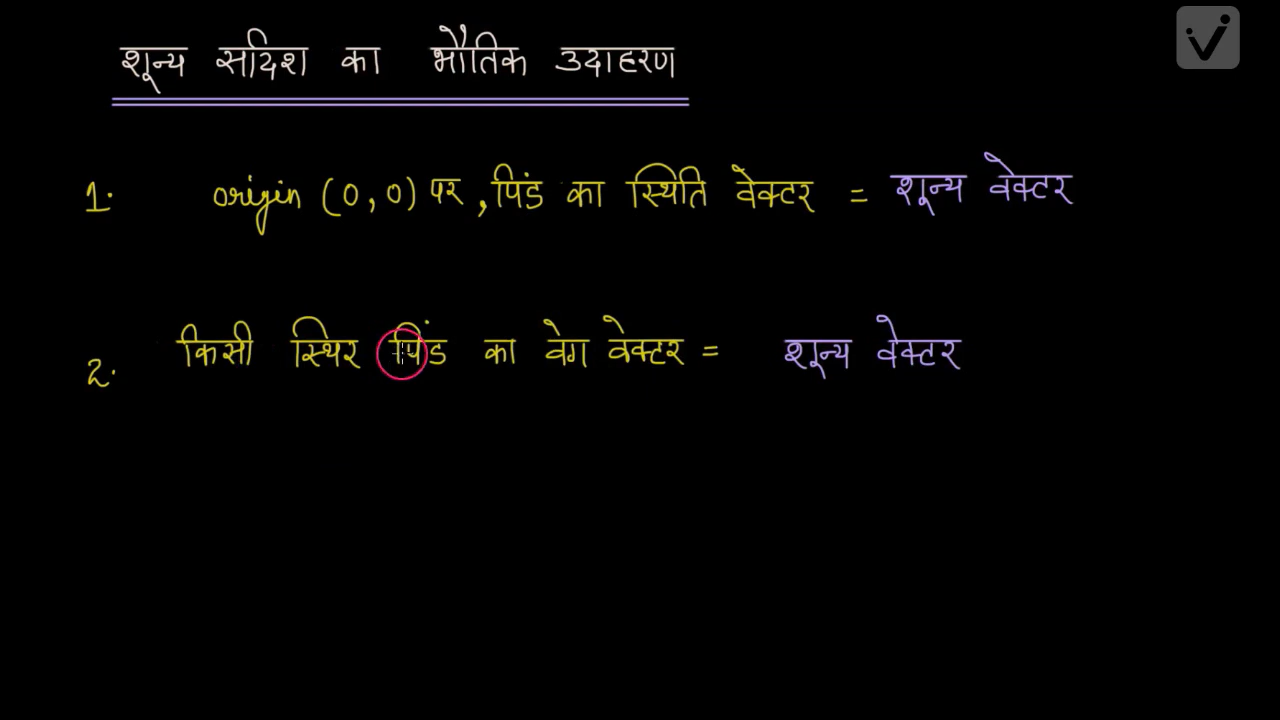 शून्य सदिश का भौतिक उदाहरण
1. origin (0,0) पर, पिंड का स्थिति वेक्टर = शून्य वेक्टर
2. किसी स्थिर पिंड का वेग वेक्टर = शून्य वेक्टर